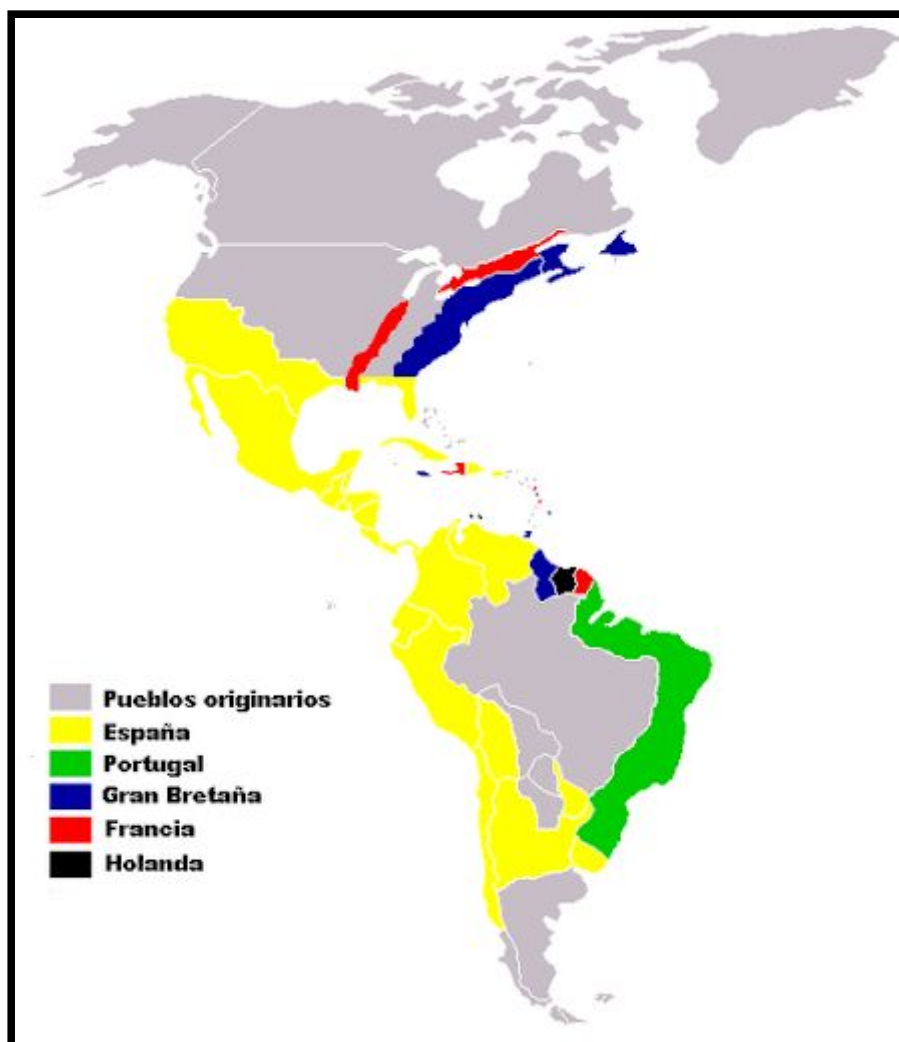 Pueblos originarios
España
Portugal
Gran Bretaña
Francia
Holanda